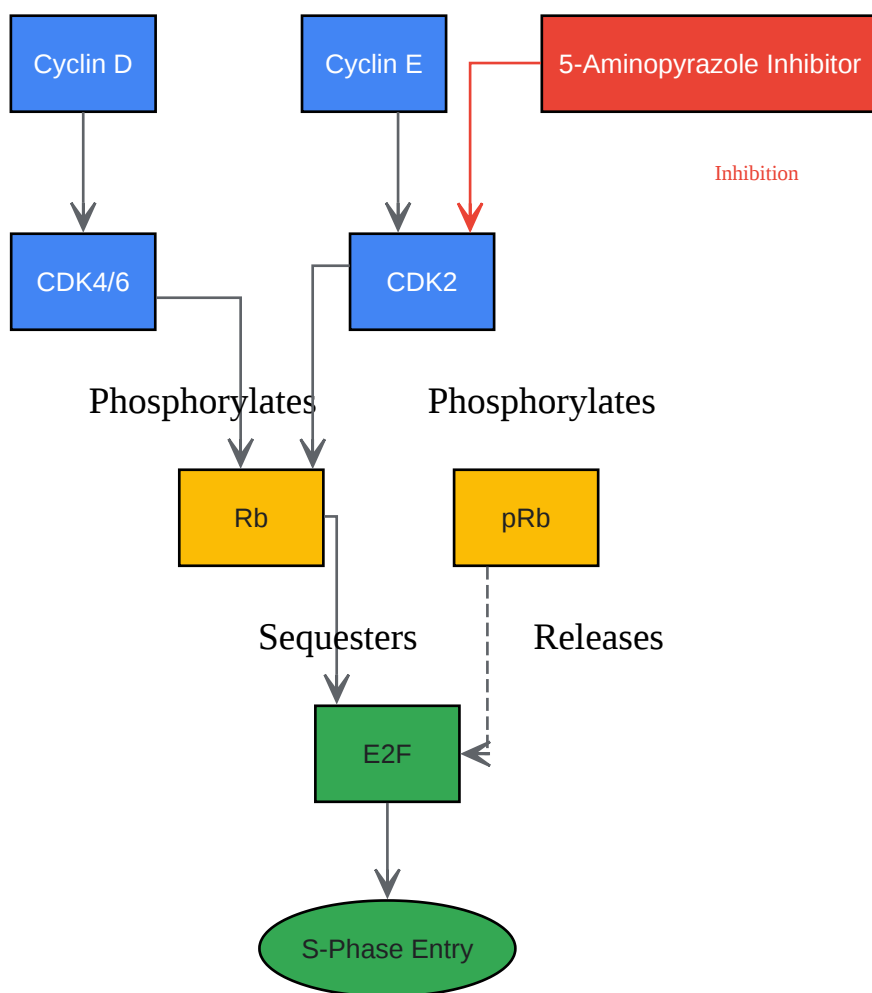 Cyclin D
Cyclin E
5-Aminopyrazole Inhibitor
Inhibition
CDK4/6
CDK2
Phosphorylates
Phosphorylates
Rb
pRb
Sequesters
Releases
E2F
S-Phase Entry